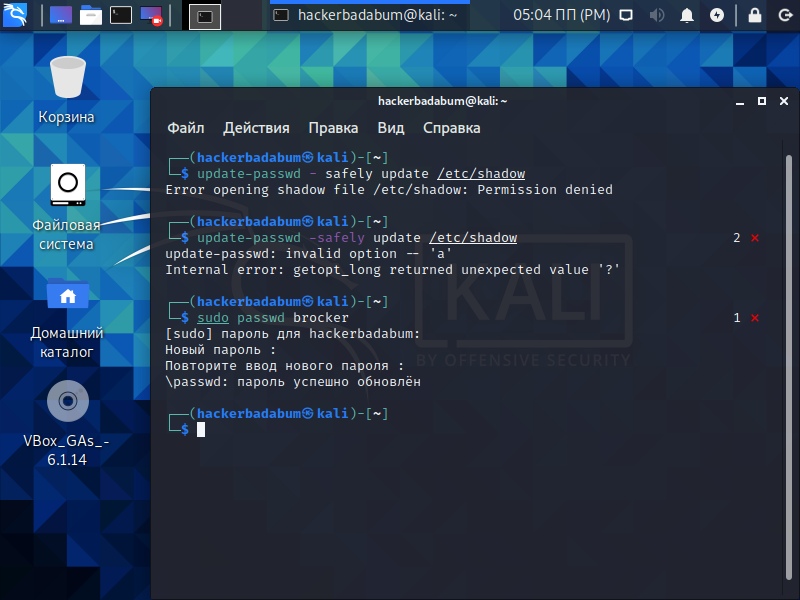 hackerbadabum@kali: ~
05:04 ПП (PM)
Корзина
Файловая
система
Домашний
каталог
VBox_GAs_-
6.1.14
hackerbadabum@kali: ~
Файл Действия Правка Вид Справка
┌──(hackerbadabum㉿kali)-[~]
└─$ update-passwd - safely update /etc/shadow
Error opening shadow file /etc/shadow: Permission denied
┌──(hackerbadabum㉿kali)-[~]
└─$ update-passwd -safely update /etc/shadow 2 ⨯
update-passwd: invalid option -- 'a'
Internal error: getopt_long returned unexpected value '?'
┌──(hackerbadabum㉿kali)-[~]
└─$ sudo passwd brocker 1 ⨯
[sudo] пароль для hackerbadabum:
Новый пароль :
Повторите ввод нового пароля :
\passwd: пароль успешно обновлён
┌──(hackerbadabum㉿kali)-[~]
└─$
KALI
BY OFFENSIVE SECURITY